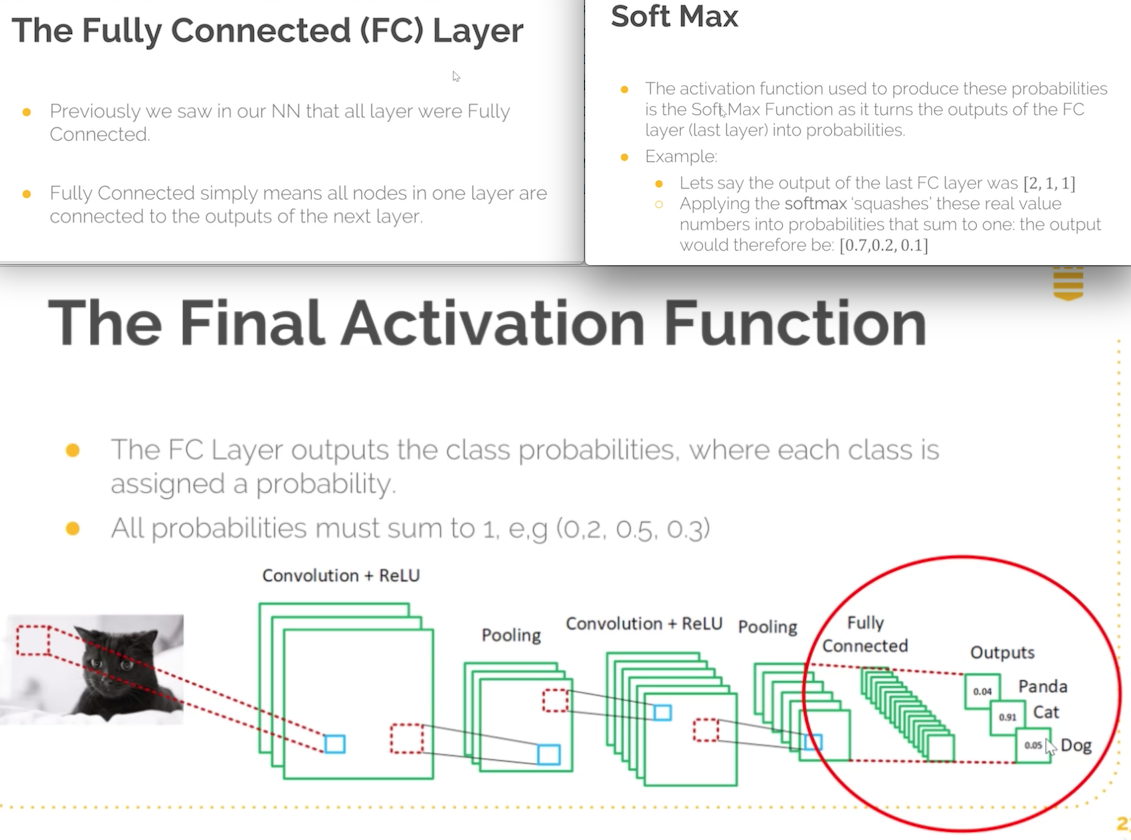 The Fully Connected (FC) Layer
Previously we saw in our NN that all layer were Fully
Connected.
Fully Connected simply means all nodes in one layer are
connected to the outputs of the next layer.
Soft Max
The activation function used to produce these probabilities
is the Soft Max Function as it turns the outputs of the FC
layer (last layer) into probabilities.
Example:
Lets say the output of the last FC layer was [2, 1, 1]
Applying the softmax 'squashes' these real value
numbers into probabilities that sum to one: the output
would therefore be: [0.7,0.2, 0.1]
The Final Activation Function
The FC Layer outputs the class probabilities, where each class is
assigned a probability.
All probabilities must sum to 1, e,g (0,2, 0.5, 0.3)
Convolution + ReLU
Pooling
Convolution + ReLU
Pooling
Fully
Connected
Outputs
0.04 Panda
0.91 Cat
0.05 Dog